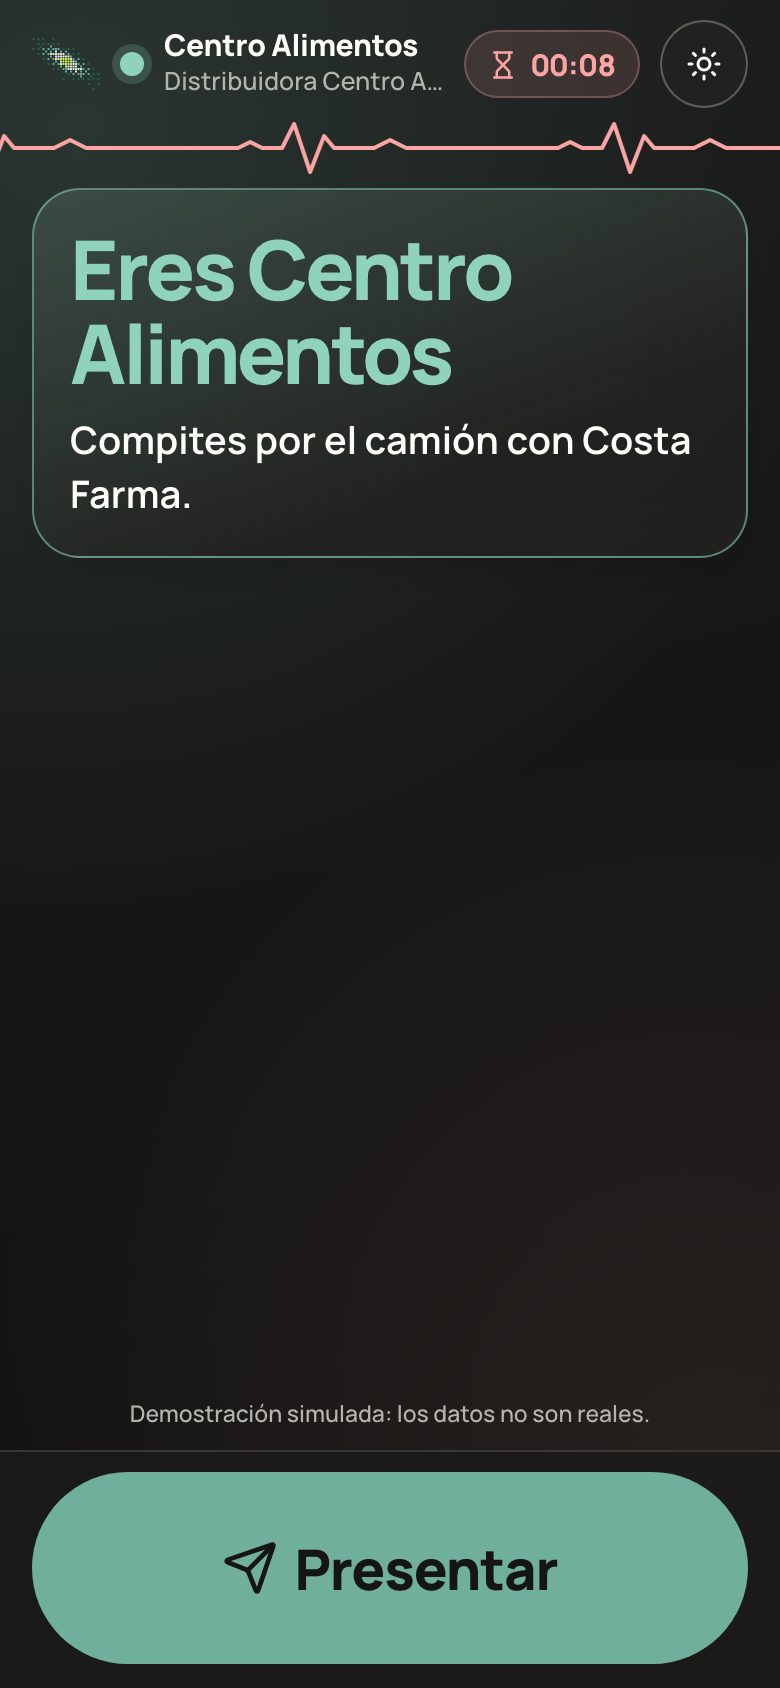 Centro Alimentos
Distribuidora Centro A...
00:08
Eres Centro
Alimentos
Compites por el camión con Costa
Farma.
Demostración simulada: los datos no son reales.
Presentar